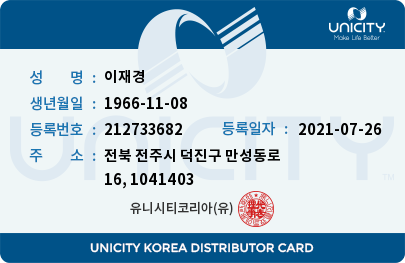 UNICITY
Make Life Better
성 명 : 이재경
생년월일 : 1966-11-08
등록번호 : 212733682 등록일자 : 2021-07-26
주 소 : 전북 전주시 덕진구 만성동로
16, 1041403
유니시티코리아(유)
UNICITY
UNICITY KOREA DISTRIBUTOR CARD